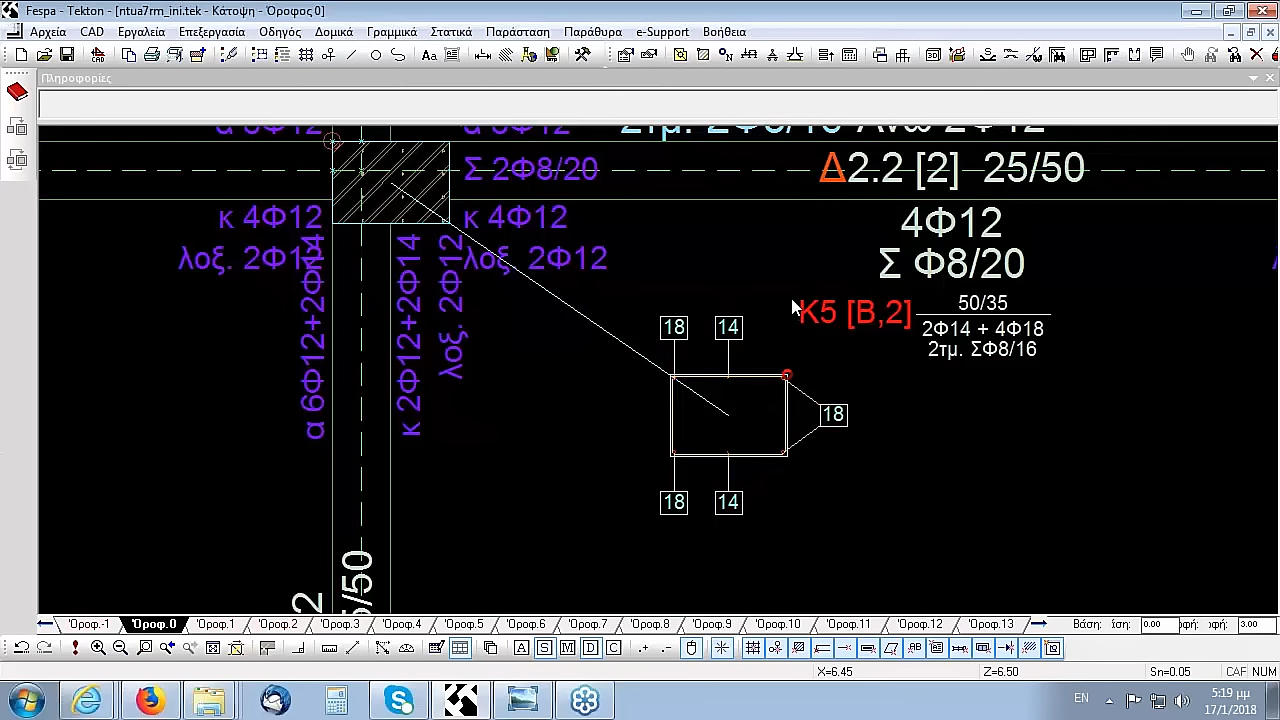 Fespa - Tekton - [ntua7rm_ini.tek - Κάτοψη - Όροφος 0]
Αρχεία CAD Εργαλεία Επεξεργασία Οδηγός Δομικά Γραμμικά Στατικά Παράσταση Παράθυρα e-Support Βοήθεια
Πληροφορίες
Σ 2Φ8/20
Δ2.2 [2] 25/50
κ 4Φ12
κ 4Φ12
4Φ12
λοξ. 2Φ12
λοξ. 2Φ12
Σ Φ8/20
α 6Φ12+2Φ14
κ 2Φ12+2Φ14
λοξ. 2Φ12
K5 [B,2]
50/35
2Φ14 + 4Φ18
2τμ. ΣΦ8/16
18
14
18
18
14
Όροφ.-1 Όροφ.0 Όροφ.1 Όροφ.2 Όροφ.3 Όροφ.4 Όροφ.5 Όροφ.6 Όροφ.7 Όροφ.8 Όροφ.9 Όροφ.10 Όροφ.11 Όροφ.12 Όροφ.13 Βάση: ίση: 0.00 οφή: χφή: 3.00
X=6.45 Z=6.50 Sn=0.05 CAF NUM
EN
5:19 μμ
17/1/2018